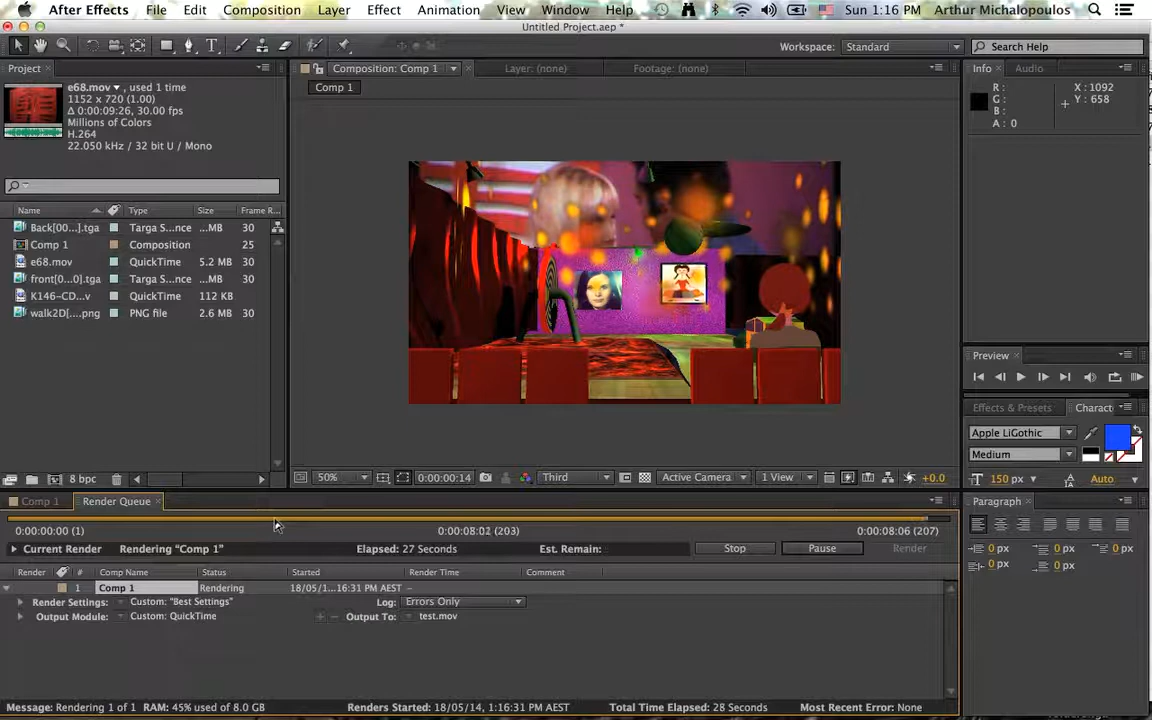 After Effects File Edit Composition Layer Effect Animation View Window Help Sun 1:16 PM Arthur Michalopoulos
Untitled Project.aep *
Workspace: Standard Search Help
Project Composition: Comp 1 Layer: (none) Footage: (none) Info Audio
e68.mov ▾ , used 1 time
1152 x 720 (1.00)
Δ 0:00:09:26, 30.00 fps
Millions of Colors
H.264
22.050 kHz / 32 bit U / Mono
Comp 1
R :
G :
B :
A : 0
X : 1092
Y : 658
Name Type Size Frame R...
Back[00...].tga Targa S...nce ...MB 30
Comp 1 Composition 25
e68.mov QuickTime 5.2 MB 30
front[0...0].tga Targa S...nce ...MB 30
K146-CD...v QuickTime 112 KB
walk2D[....png PNG file 2.6 MB 30
Preview
Effects & Presets Charact
Apple LiGothic
Medium
150 px Auto
8 bpc 50% 0:00:00:14 Third Active Camera 1 View +0.0
Comp 1 Render Queue
Paragraph
0:00:00:00 (1) 0:00:08:02 (203) 0:00:08:06 (207)
Current Render Rendering "Comp 1" Elapsed: 27 Seconds Est. Remain: Stop Pause Render
Render # Comp Name Status Started Render Time Comment
1 Comp 1 Rendering 18/05/1...16:31 PM AEST –
Render Settings: Custom: "Best Settings" Log: Errors Only
Output Module: Custom: QuickTime Output To: test.mov
0 px 0 px
0 px 0 px
0 px
Message: Rendering 1 of 1 RAM: 45% used of 8.0 GB Renders Started: 18/05/14, 1:16:31 PM AEST Total Time Elapsed: 28 Seconds Most Recent Error: None